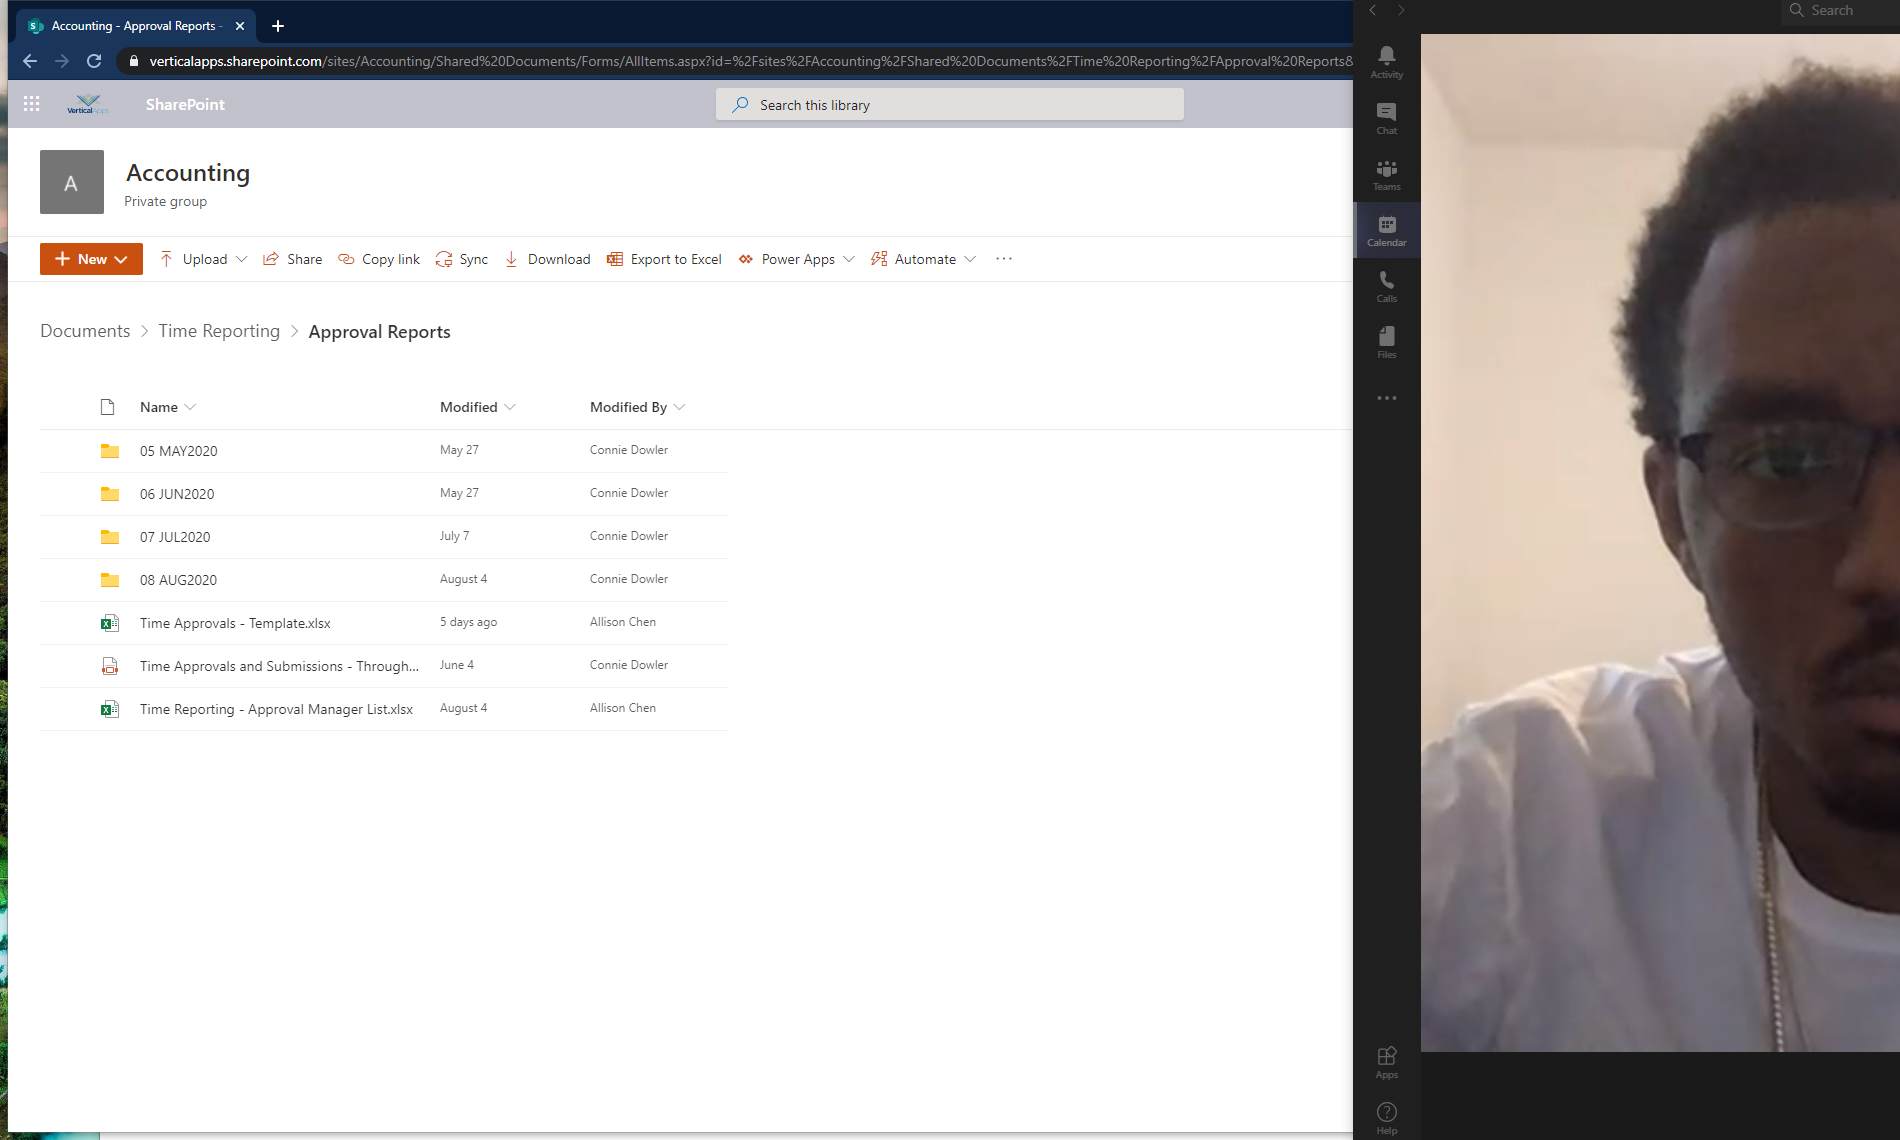 Accounting - Approval Reports -
verticalapps.sharepoint.com/sites/Accounting/Shared%20Documents/Forms/AllItems.aspx?id=%2Fsites%2FAccounting%2FShared%20Documents%2FTime%20Reporting%2FApproval%20Reports&
VerticalApps
SharePoint
Search this library
A
Accounting
Private group
New
Upload
Share
Copy link
Sync
Download
Export to Excel
Power Apps
Automate
Documents > Time Reporting > Approval Reports
Name Modified Modified By
05 MAY2020 May 27 Connie Dowler
06 JUN2020 May 27 Connie Dowler
07 JUL2020 July 7 Connie Dowler
08 AUG2020 August 4 Connie Dowler
Time Approvals - Template.xlsx 5 days ago Allison Chen
Time Approvals and Submissions - Through... June 4 Connie Dowler
Time Reporting - Approval Manager List.xlsx August 4 Allison Chen
Search
Activity
Chat
Teams
Calendar
Calls
Files
Apps
Help